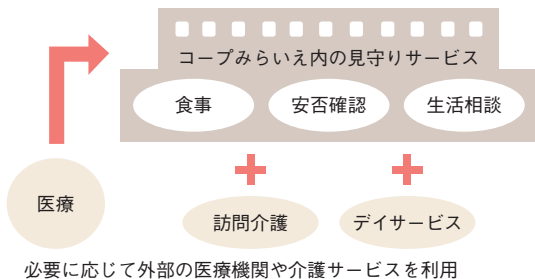 コープみらいえ内の見守りサービス
食事 安否確認 生活相談
医療
訪問介護 デイサービス
必要に応じて外部の医療機関や介護サービスを利用